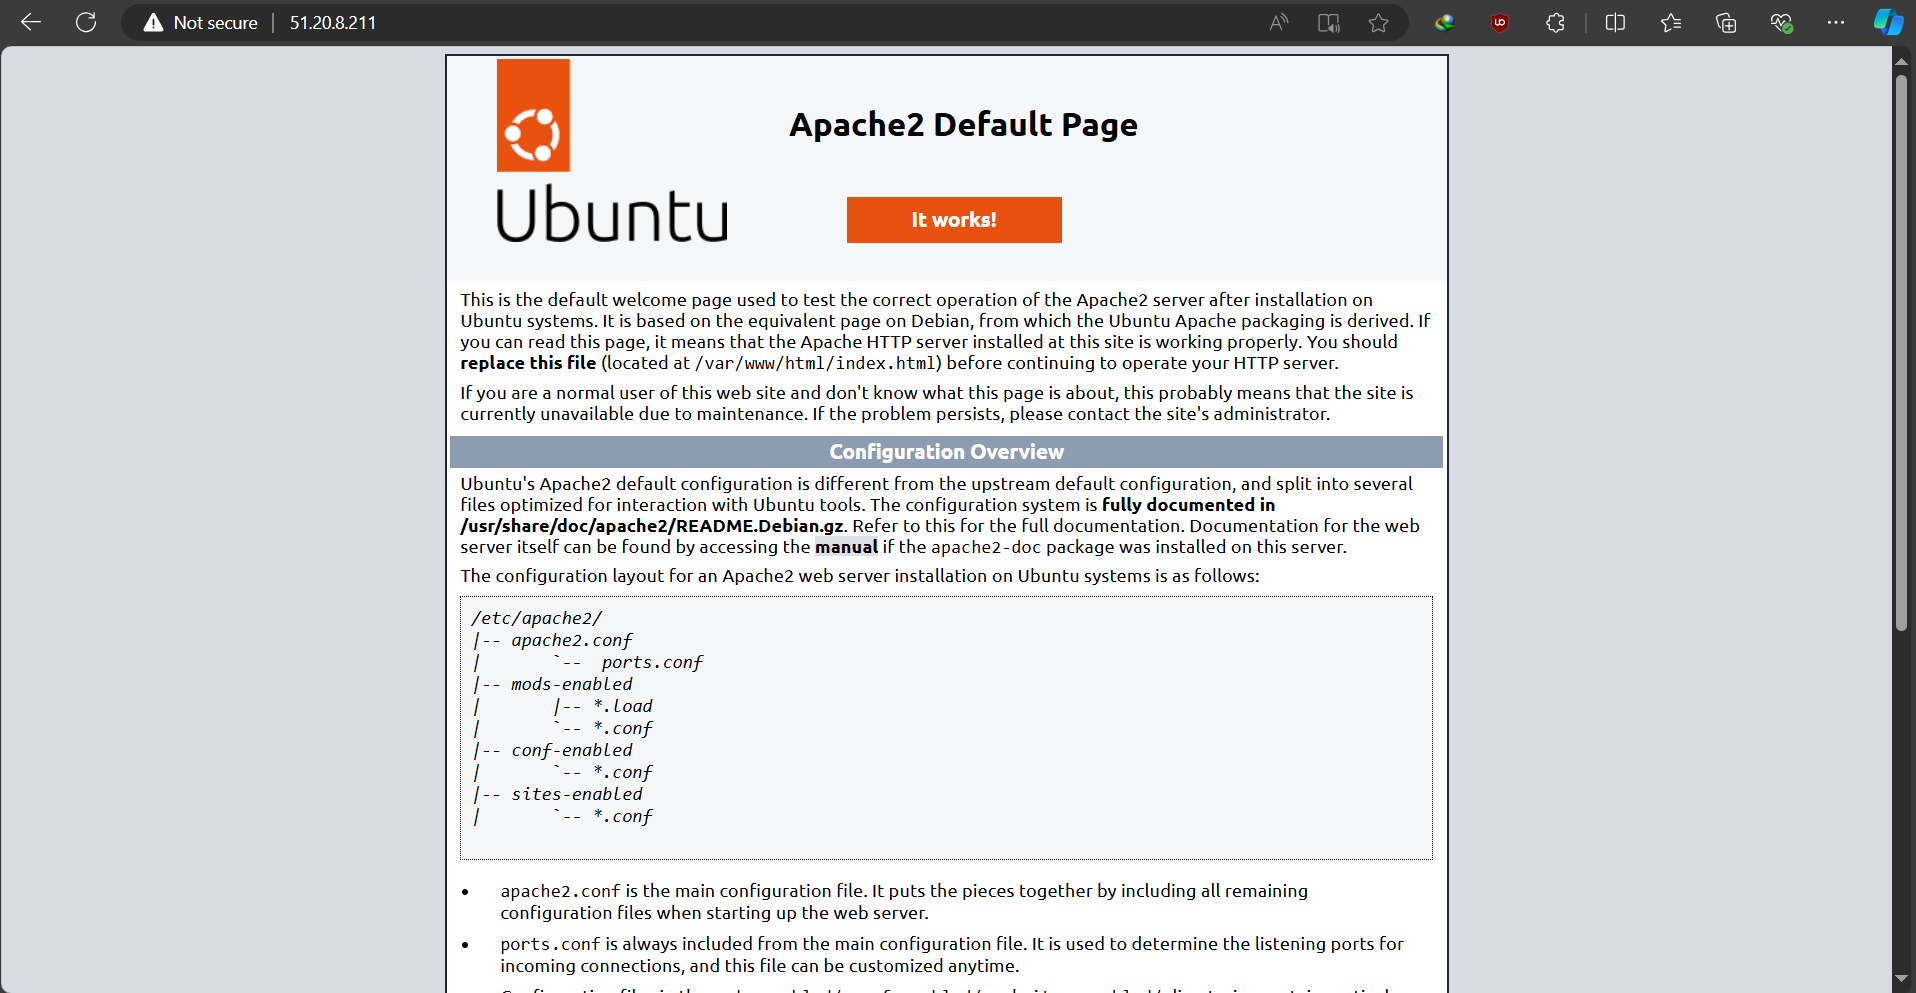 Not secure
51.20.8.211
Ubuntu
Apache2 Default Page
It works!
This is the default welcome page used to test the correct operation of the Apache2 server after installation on
Ubuntu systems. It is based on the equivalent page on Debian, from which the Ubuntu Apache packaging is derived. If
you can read this page, it means that the Apache HTTP server installed at this site is working properly. You should
replace this file (located at /var/www/html/index.html) before continuing to operate your HTTP server.
If you are a normal user of this web site and don't know what this page is about, this probably means that the site is
currently unavailable due to maintenance. If the problem persists, please contact the site's administrator.
Configuration Overview
Ubuntu's Apache2 default configuration is different from the upstream default configuration, and split into several
files optimized for interaction with Ubuntu tools. The configuration system is fully documented in
/usr/share/doc/apache2/README.Debian.gz. Refer to this for the full documentation. Documentation for the web
server itself can be found by accessing the manual if the apache2-doc package was installed on this server.
The configuration layout for an Apache2 web server installation on Ubuntu systems is as follows:
/etc/apache2/
|-- apache2.conf
|       `--  ports.conf
|-- mods-enabled
|       |-- *.load
|       `-- *.conf
|-- conf-enabled
|       `-- *.conf
|-- sites-enabled
|       `-- *.conf
• apache2.conf is the main configuration file. It puts the pieces together by including all remaining
configuration files when starting up the web server.
• ports.conf is always included from the main configuration file. It is used to determine the listening ports for
incoming connections, and this file can be customized anytime.